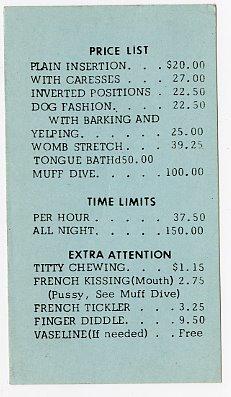 PRICE LIST
PLAIN INSERTION. . . $20.00
WITH CARESSES. . . . 27.00
INVERTED POSITIONS . 22.50
DOG FASHION. . . . . 22.50
WITH BARKING AND
YELPING. . . . . . 25.00
WOMB STRETCH. . . . 39.25
TONGUE BATHd50.00
MUFF DIVE. . . . . 100.00
TIME LIMITS
PER HOUR . . . . . 37.50
ALL NIGHT. . . . . 150.00
EXTRA ATTENTION
TITTY CHEWING. . . $1.15
FRENCH KISSING(Mouth) 2.75
(Pussy, See Muff Dive)
FRENCH TICKLER . . . 3.25
FINGER DIDDLE. . . . 9.50
VASELINE(If needed) . . Free